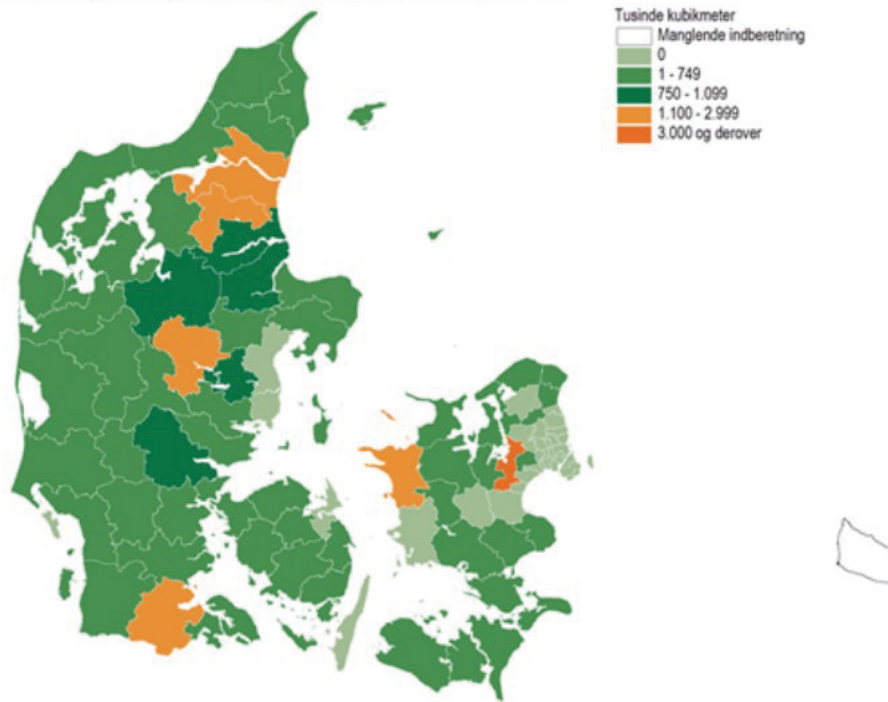 Tusinde kubikmeter
Manglende indberetning
0
1 - 749
750 - 1.099
1.100 - 2.999
3.000 og derover